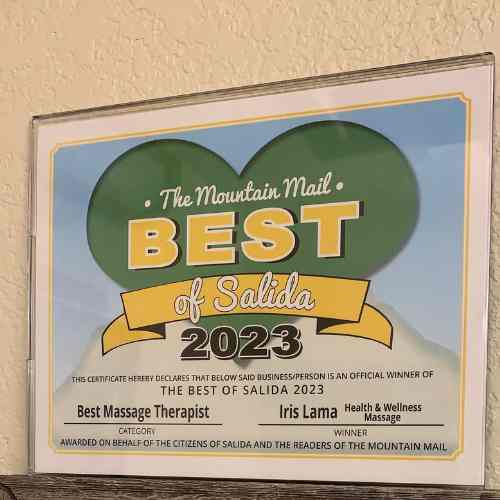 • The Mountain Mail •
BEST
of Salida
2023
THIS CERTIFICATE HEREBY DECLARES THAT BELOW SAID BUSINESS/PERSON IS AN OFFICIAL WINNER OF
THE BEST OF SALIDA 2023
Best Massage Therapist Iris Lama Health & Wellness
Massage
CATEGORY WINNER
AWARDED ON BEHALF OF THE CITIZENS OF SALIDA AND THE READERS OF THE MOUNTAIN MAIL